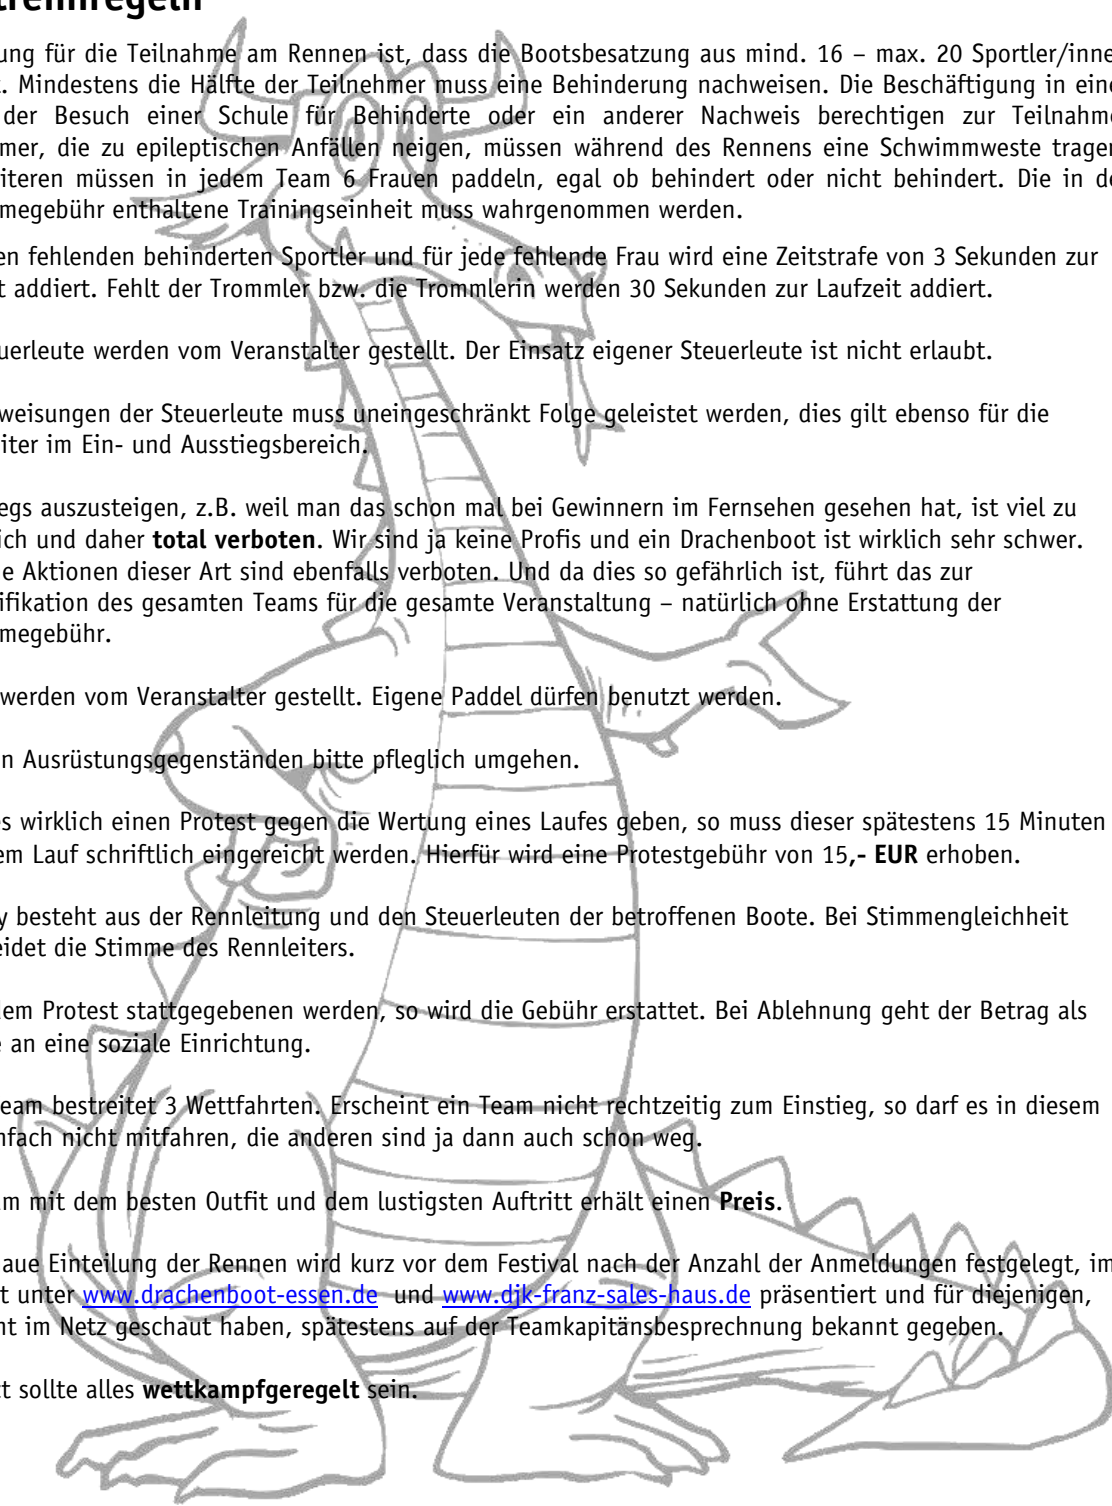 trennregeln
ung für die Teilnahme am Rennen ist, dass die Bootsbesatzung aus mind. 16 – max. 20 Sportler/inne
t. Mindestens die Hälfte der Teilnehmer muss eine Behinderung nachweisen. Die Beschäftigung in eine
der Besuch einer Schule für Behinderte oder ein anderer Nachweis berechtigen zur Teilnahme
mer, die zu epileptischen Anfällen neigen, müssen während des Rennens eine Schwimmweste tragen
iteren müssen in jedem Team 6 Frauen paddeln, egal ob behindert oder nicht behindert. Die in de
megebühr enthaltene Trainingseinheit muss wahrgenommen werden.
en fehlenden behinderten Sportler und für jede fehlende Frau wird eine Zeitstrafe von 3 Sekunden zur
t addiert. Fehlt der Trommler bzw. die Trommlerin werden 30 Sekunden zur Laufzeit addiert.
uerleute werden vom Veranstalter gestellt. Der Einsatz eigener Steuerleute ist nicht erlaubt.
weisungen der Steuerleute muss uneingeschränkt Folge geleistet werden, dies gilt ebenso für die
iter im Ein- und Ausstiegsbereich.
egs auszusteigen, z.B. weil man das schon mal bei Gewinnern im Fernsehen gesehen hat, ist viel zu
ich und daher total verboten. Wir sind ja keine Profis und ein Drachenboot ist wirklich sehr schwer.
e Aktionen dieser Art sind ebenfalls verboten. Und da dies so gefährlich ist, führt das zur
ifikation des gesamten Teams für die gesamte Veranstaltung – natürlich ohne Erstattung der
megebühr.
werden vom Veranstalter gestellt. Eigene Paddel dürfen benutzt werden.
n Ausrüstungsgegenständen bitte pfleglich umgehen.
es wirklich einen Protest gegen die Wertung eines Laufes geben, so muss dieser spätestens 15 Minuten
em Lauf schriftlich eingereicht werden. Hierfür wird eine Protestgebühr von 15,- EUR erhoben.
y besteht aus der Rennleitung und den Steuerleuten der betroffenen Boote. Bei Stimmengleichheit
eidet die Stimme des Rennleiters.
dem Protest stattgegebenen werden, so wird die Gebühr erstattet. Bei Ablehnung geht der Betrag als
e an eine soziale Einrichtung.
eam bestreitet 3 Wettfahrten. Erscheint ein Team nicht rechtzeitig zum Einstieg, so darf es in diesem
nfach nicht mitfahren, die anderen sind ja dann auch schon weg.
am mit dem besten Outfit und dem lustigsten Auftritt erhält einen Preis.
aue Einteilung der Rennen wird kurz vor dem Festival nach der Anzahl der Anmeldungen festgelegt, im
t unter www.drachenboot-essen.de und www.djk-franz-sales-haus.de präsentiert und für diejenigen,
ht im Netz geschaut haben, spätestens auf der Teamkapitänsbesprechnung bekannt gegeben.
t sollte alles wettkampfgeregelt sein.